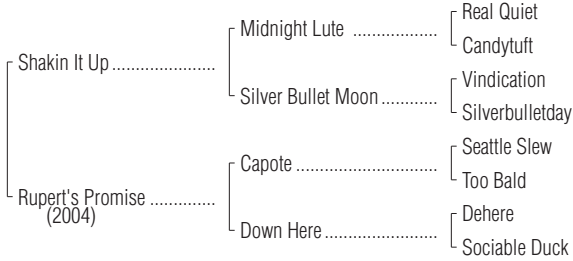 Real Quiet
Midnight Lute ..................
Candytuft
Shakin It Up ......................
Vindication
Silver Bullet Moon ............
Silverbulletday
Seattle Slew
Capote ..............................
Too Bald
Rupert's Promise ..............
(2004)
Dehere
Down Here ........................
Sociable Duck